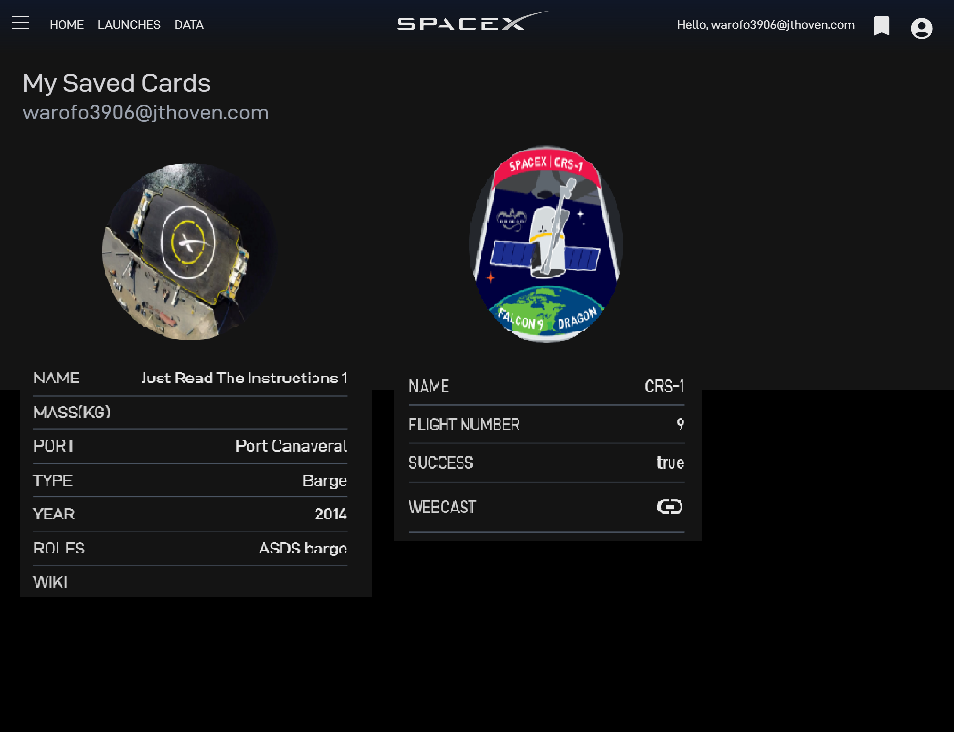 HOME LAUNCHES DATA
SPACEX
Hello, warofo3906@jthoven.com
My Saved Cards
warofo3906@jthoven.com
NAME Just Read The Instructions 1
MASS(KG)
PORT Port Canaveral
TYPE Barge
YEAR 2014
ROLES ASDS barge
WIKI
SPACEX | CRS-1
FALCON 9 DRAGON
NAME CRS-1
FLIGHT NUMBER 9
SUCCESS true
WEBCAST